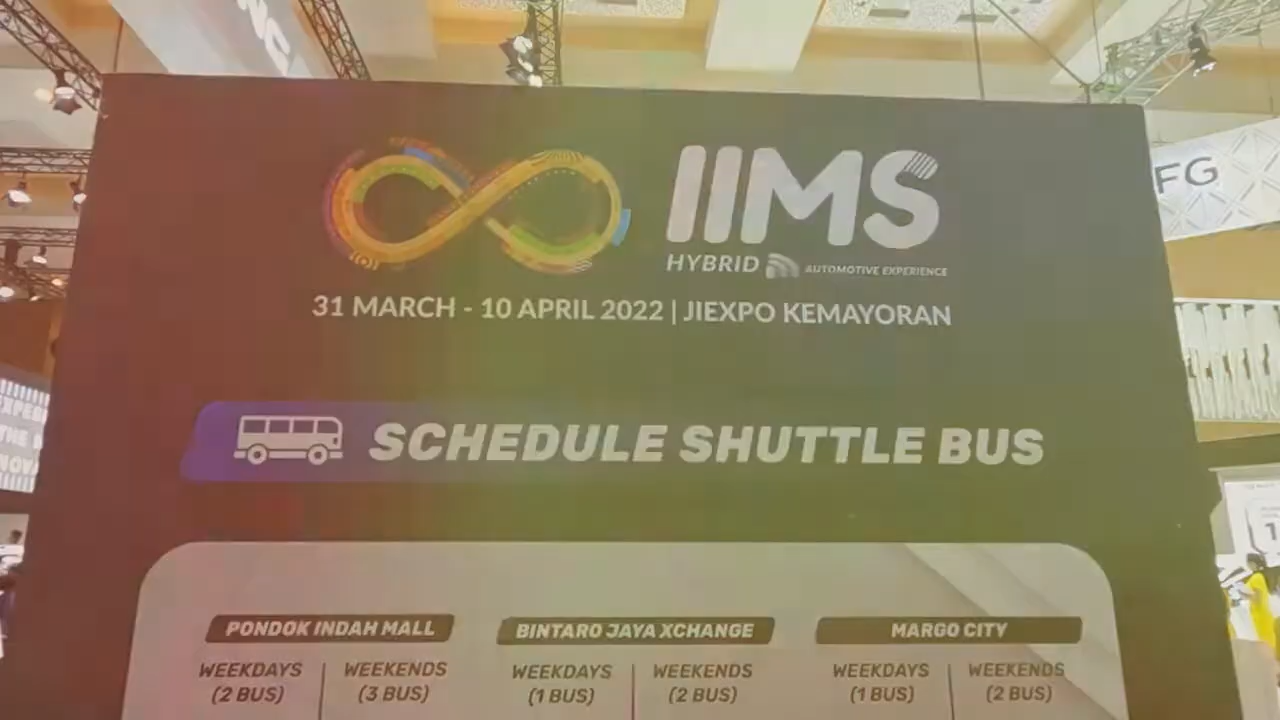 IIMS
HYBRID AUTOMOTIVE EXPERIENCE
31 MARCH - 10 APRIL 2022 | JIEXPO KEMAYORAN
SCHEDULE SHUTTLE BUS
PONDOK INDAH MALL BINTARO JAYA XCHANGE MARGO CITY
WEEKDAYS WEEKENDS WEEKDAYS WEEKENDS WEEKDAYS WEEKENDS
(2 BUS) (3 BUS) (1 BUS) (2 BUS) (1 BUS) (2 BUS)
FG
THE